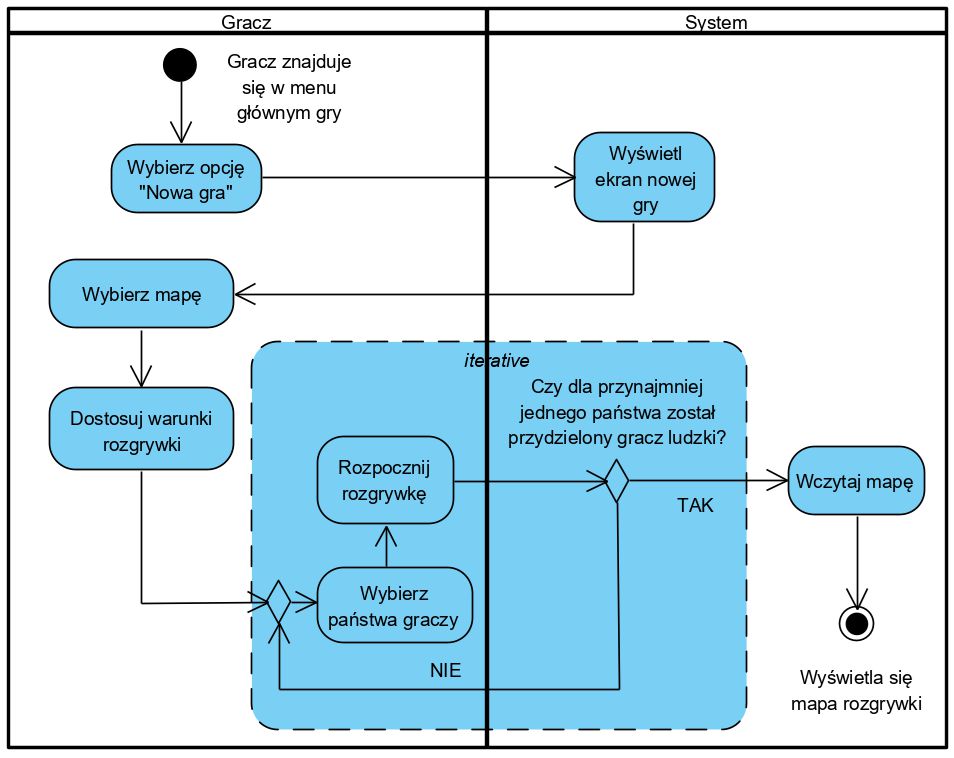 Gracz
System
Gracz znajduje
się w menu
głównym gry
Wybierz opcję
"Nowa gra"
Wyświetl
ekran nowej
gry
Wybierz mapę
Dostosuj warunki
rozgrywki
iterative
Czy dla przynajmniej
jednego państwa został
przydzielony gracz ludzki?
Rozpocznij
rozgrywkę
TAK
Wczytaj mapę
Wybierz
państwa graczy
NIE
Wyświetla się
mapa rozgrywki